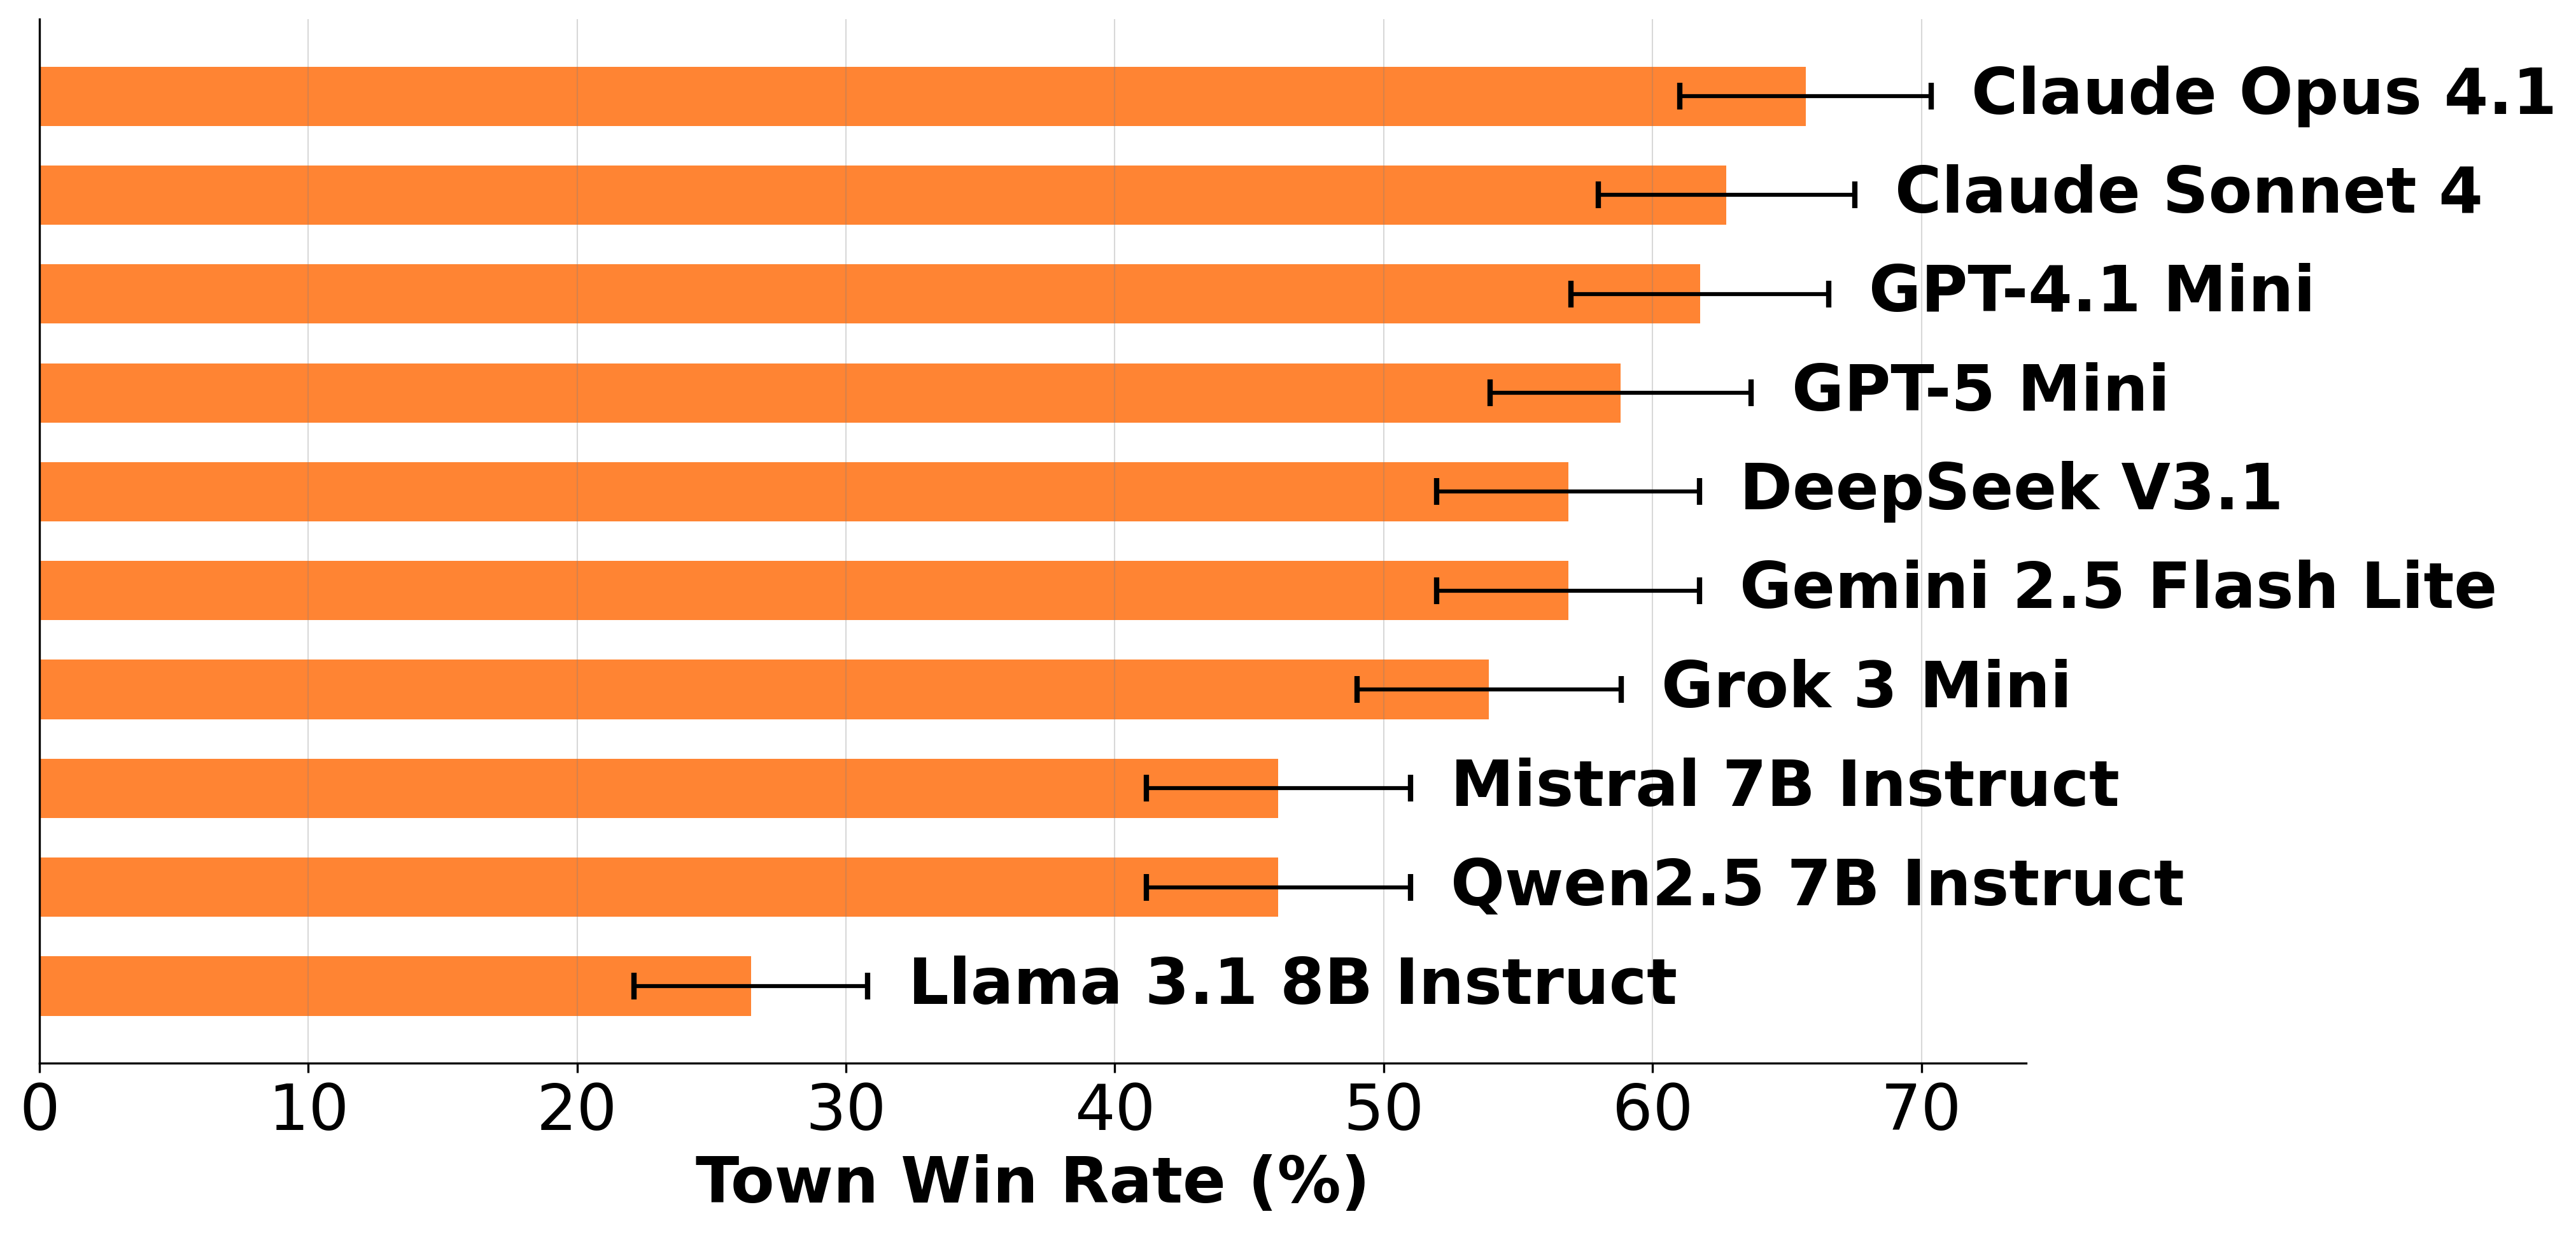 Claude Opus 4.1
Claude Sonnet 4
GPT-4.1 Mini
GPT-5 Mini
DeepSeek V3.1
Gemini 2.5 Flash Lite
Grok 3 Mini
Mistral 7B Instruct
Qwen2.5 7B Instruct
Llama 3.1 8B Instruct
0 10 20 30 40 50 60 70
Town Win Rate (%)